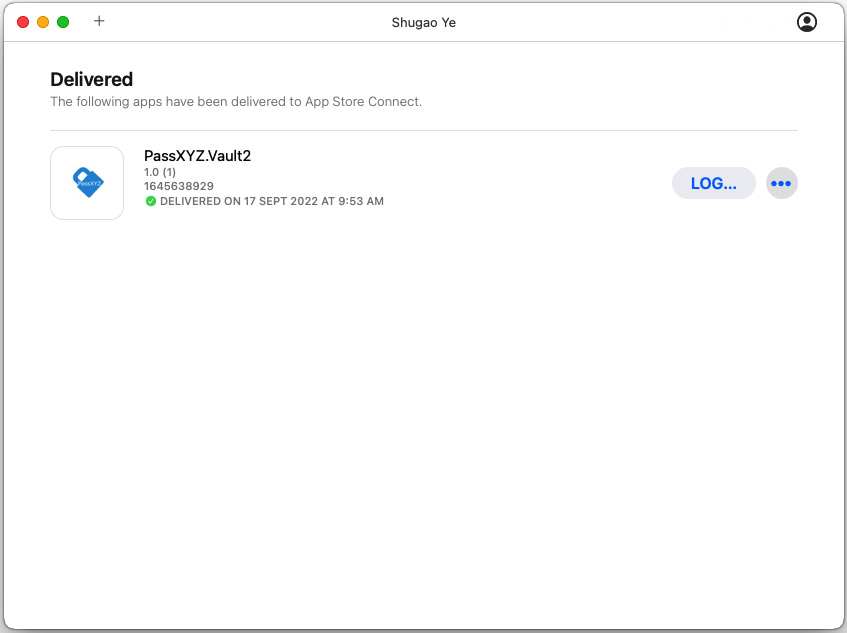 Shugao Ye
Delivered
The following apps have been delivered to App Store Connect.
PassXYZ.Vault2
1.0 (1)
1645638929
DELIVERED ON 17 SEPT 2022 AT 9:53 AM
PassXYZ
LOG...